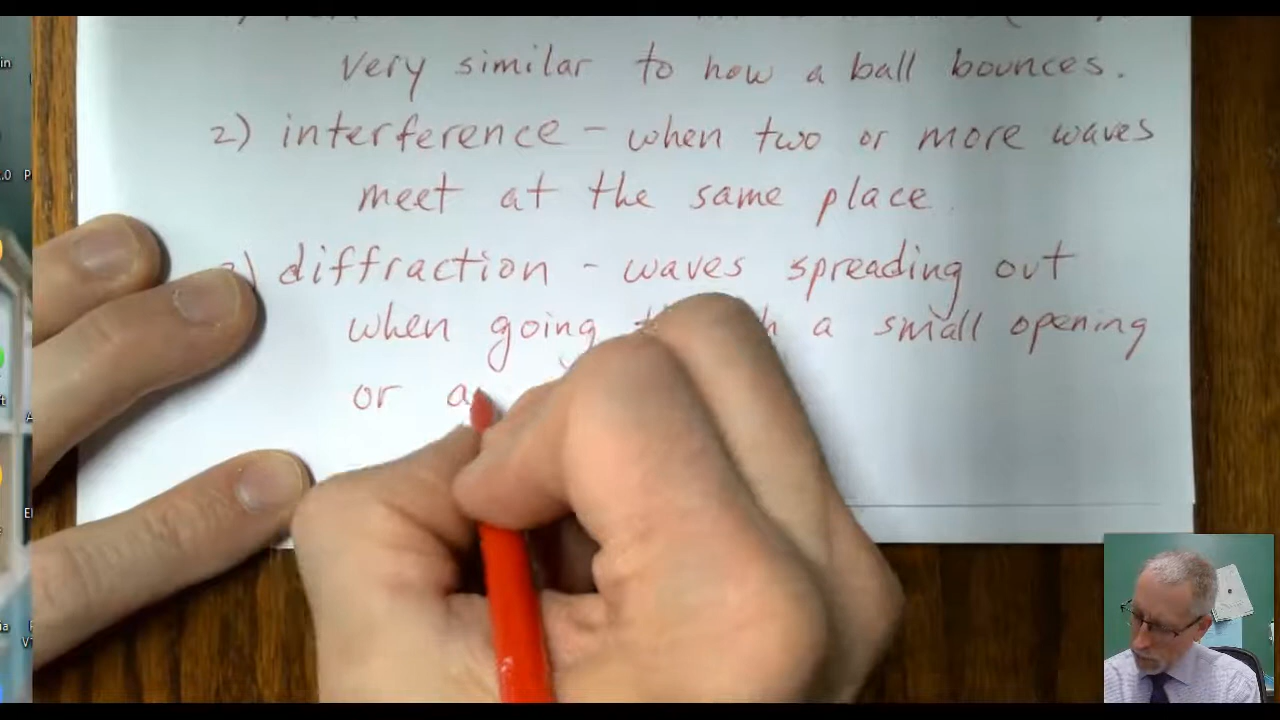 very similar to how a ball bounces.
2) interference - when two or more waves
meet at the same place.
diffraction - waves spreading out
when going a small opening
or